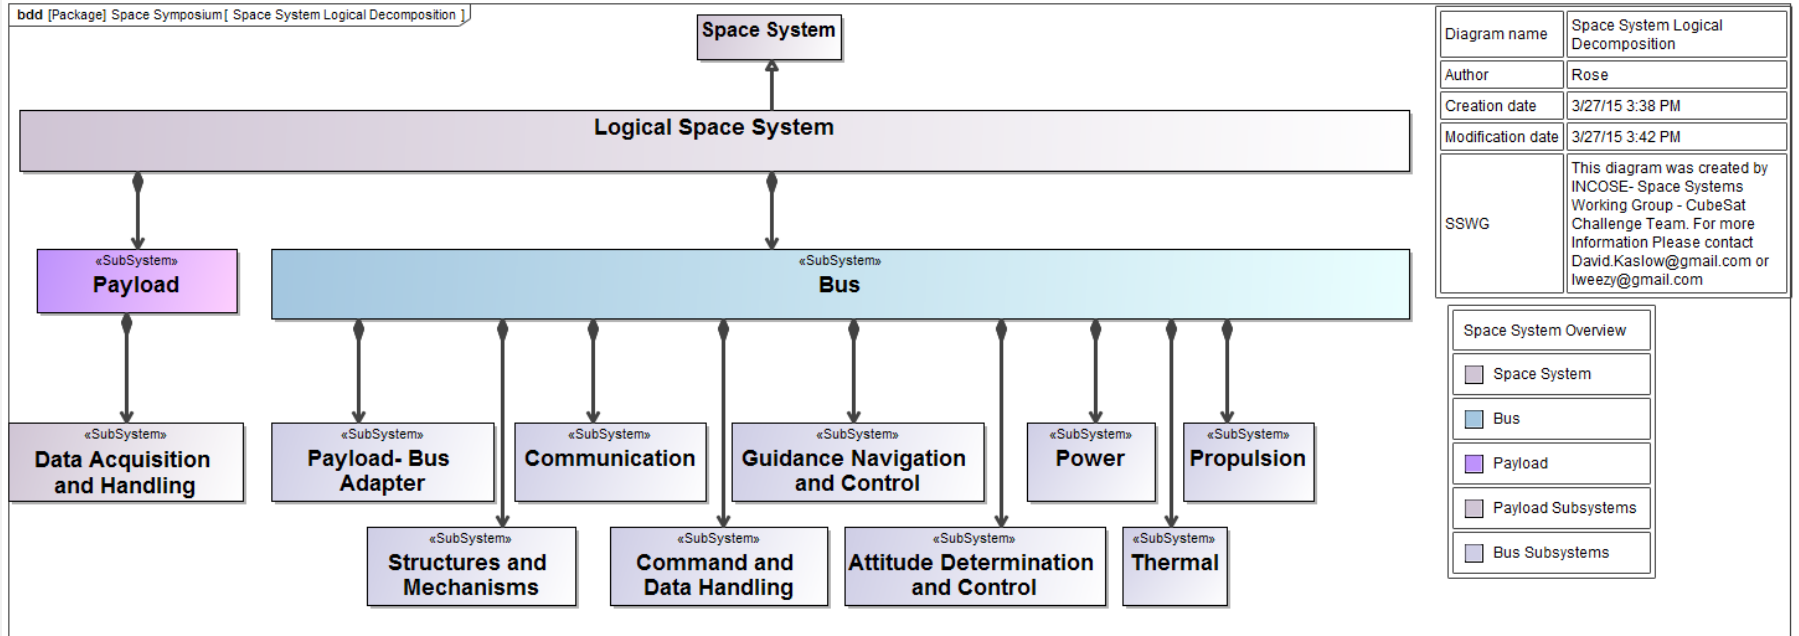 bdd [Package] Space Symposium[ Space System Logical Decomposition ]
Space System
Logical Space System
«SubSystem»
Payload
«SubSystem»
Bus
«SubSystem»
Data Acquisition
and Handling
«SubSystem»
Payload- Bus
Adapter
«SubSystem»
Communication
«SubSystem»
Guidance Navigation
and Control
«SubSystem»
Power
«SubSystem»
Propulsion
«SubSystem»
Structures and
Mechanisms
«SubSystem»
Command and
Data Handling
«SubSystem»
Attitude Determination
and Control
«SubSystem»
Thermal
Diagram name
Space System Logical
Decomposition
Author
Rose
Creation date
3/27/15 3:38 PM
Modification date
3/27/15 3:42 PM
SSWG
This diagram was created by
INCOSE- Space Systems
Working Group - CubeSat
Challenge Team. For more
Information Please contact
David.Kaslow@gmail.com or
lweezy@gmail.com
Space System Overview
Space System
Bus
Payload
Payload Subsystems
Bus Subsystems